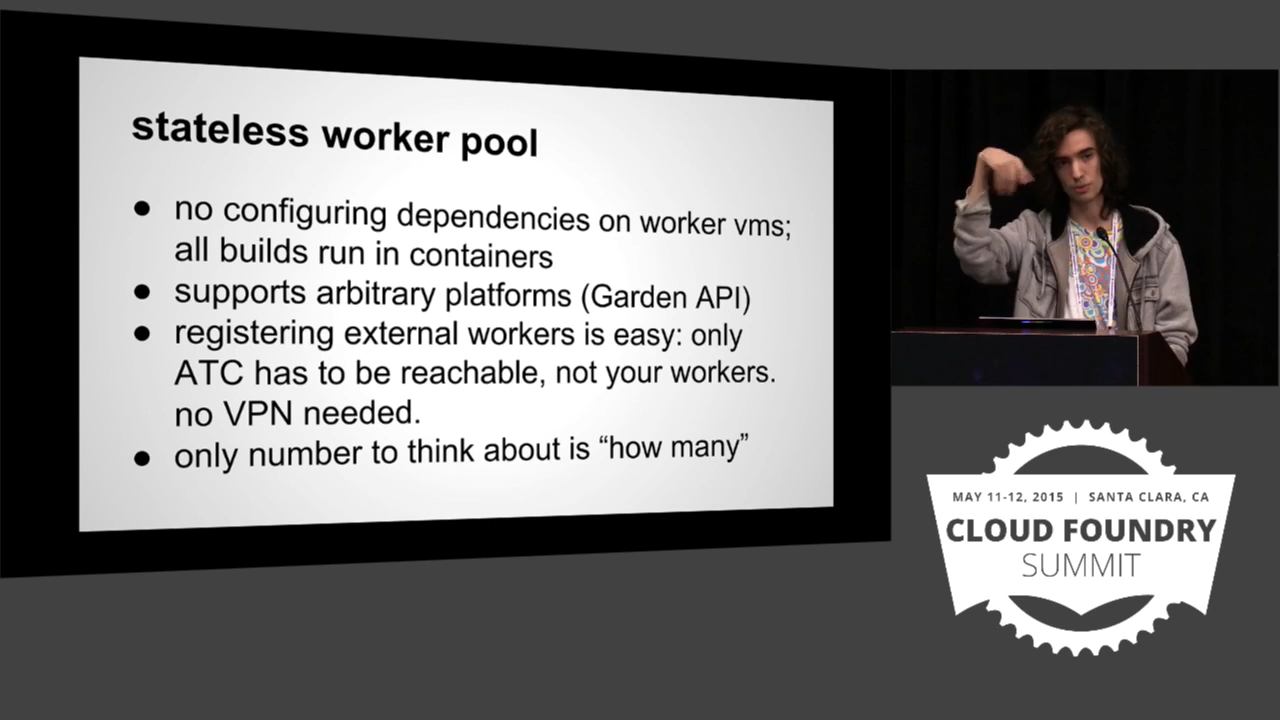 stateless worker pool
● no configuring dependencies on worker vms;
all builds run in containers
● supports arbitrary platforms (Garden API)
● registering external workers is easy: only
ATC has to be reachable, not your workers.
no VPN needed.
● only number to think about is “how many”
MAY 11-12, 2015 | SANTA CLARA, CA
CLOUD FOUNDRY
SUMMIT